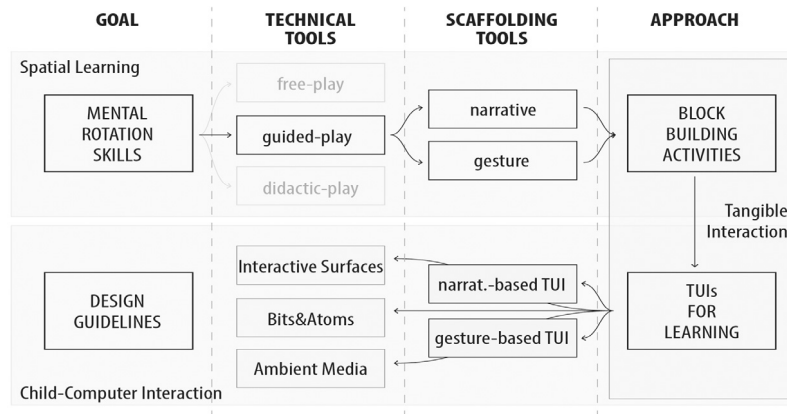 GOAL
TECHNICAL
TOOLS
SCAFFOLDING
TOOLS
APPROACH
Spatial Learning
MENTAL
ROTATION
SKILLS
free-play
guided-play
didactic-play
narrative
gesture
BLOCK
BUILDING
ACTIVITIES
Tangible
Interaction
DESIGN
GUIDELINES
Interactive Surfaces
Bits&Atoms
Ambient Media
narrat.-based TUI
gesture-based TUI
TUIs
FOR
LEARNING
Child-Computer Interaction